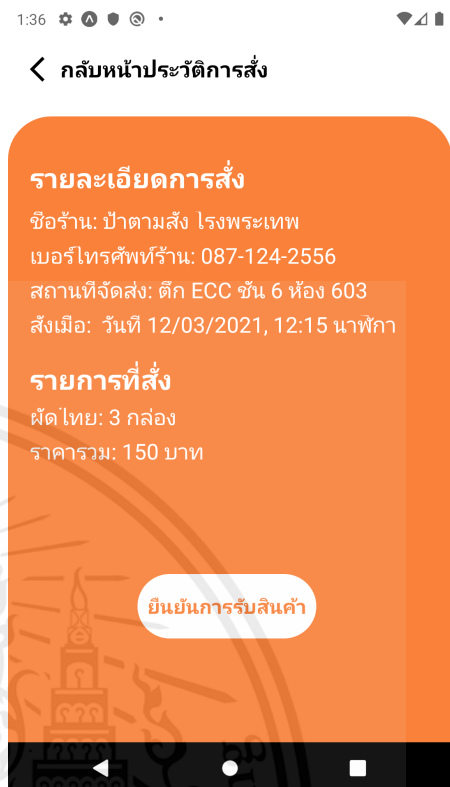 1:36
กลับหน้าประวัติการสั่ง
รายละเอียดการสั่ง
ชื่อร้าน: ป้าตามสั่ง โรงพระเทพ
เบอร์โทรศัพท์ร้าน: 087-124-2556
สถานที่จัดส่ง: ตึก ECC ชั้น 6 ห้อง 603
สั่งเมื่อ: วันที่ 12/03/2021, 12:15 นาฬิกา
รายการที่สั่ง
ผัดไทย: 3 กล่อง
ราคารวม: 150 บาท
ยืนยันการรับสินค้า